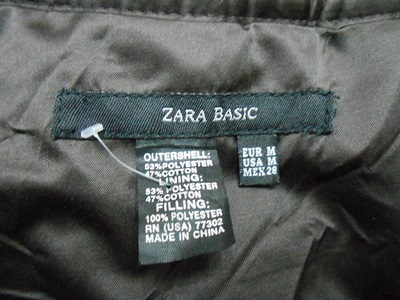 ZARA BASIC
OUTERSHELL:
53%POLYESTER
47%COTTON
LINING:
53%POLYESTER
47%COTTON
FILLING:
100% POLYESTER
RN (USA) 77302
MADE IN CHINA
EUR M
USA M
MEX 28